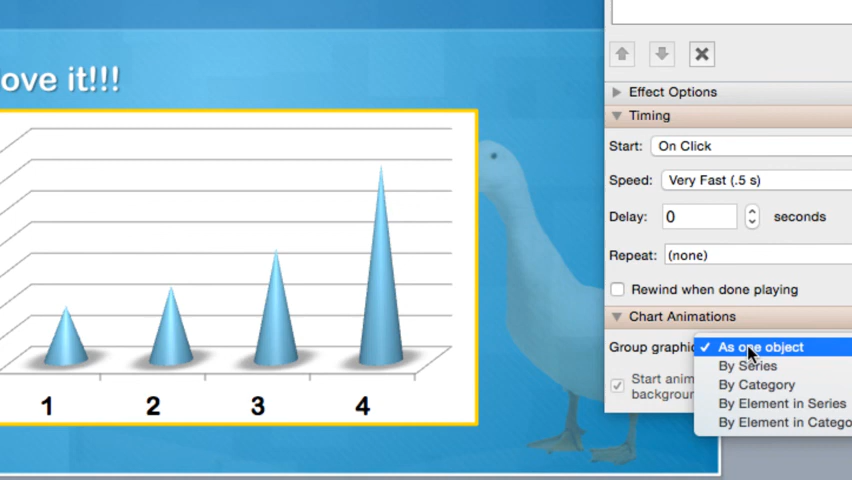 ove it!!!
1 2 3 4
Effect Options
Timing
Start: On Click
Speed: Very Fast (.5 s)
Delay: 0 seconds
Repeat: (none)
Rewind when done playing
Chart Animations
Group graphi
As one object
By Series
By Category
By Element in Series
By Element in Catego
Start anim
backgroun